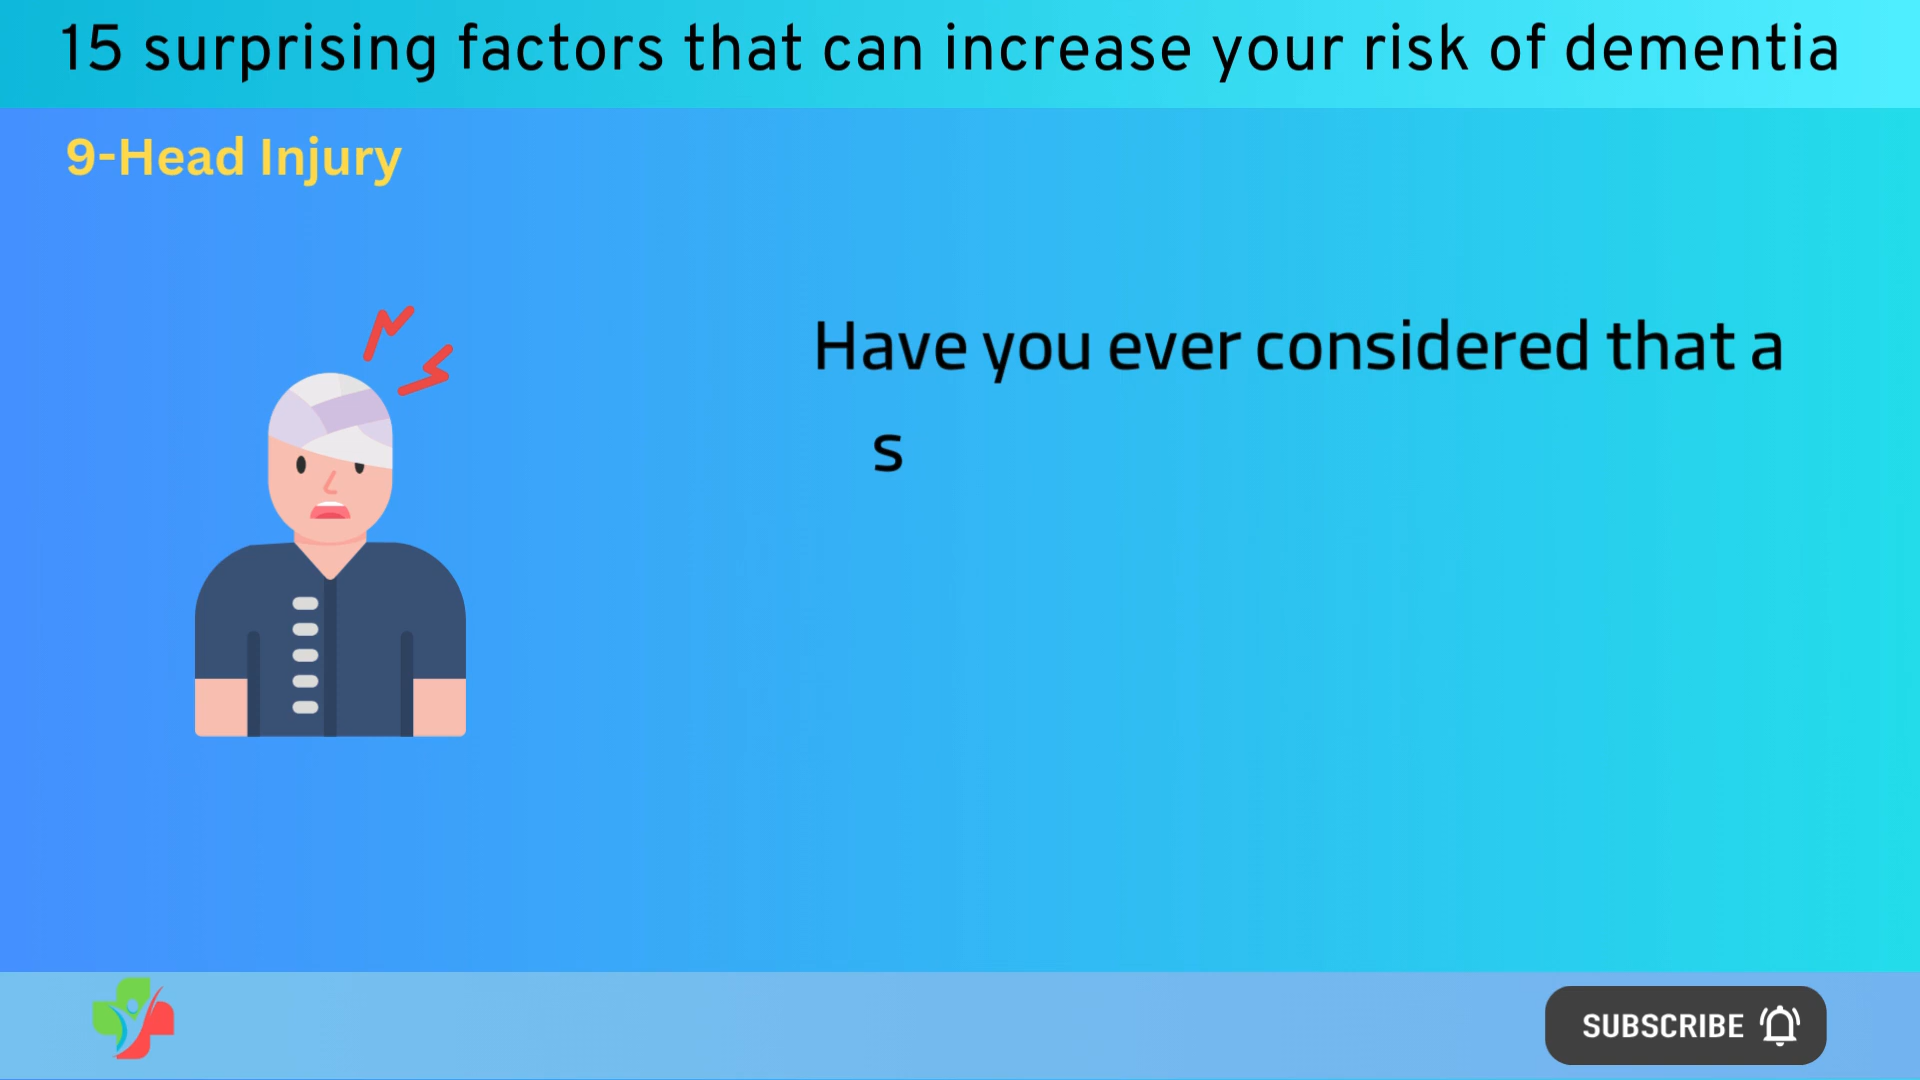 15 surprising factors that can increase your risk of dementia
9-Head Injury
Have you ever considered that a
s
SUBSCRIBE